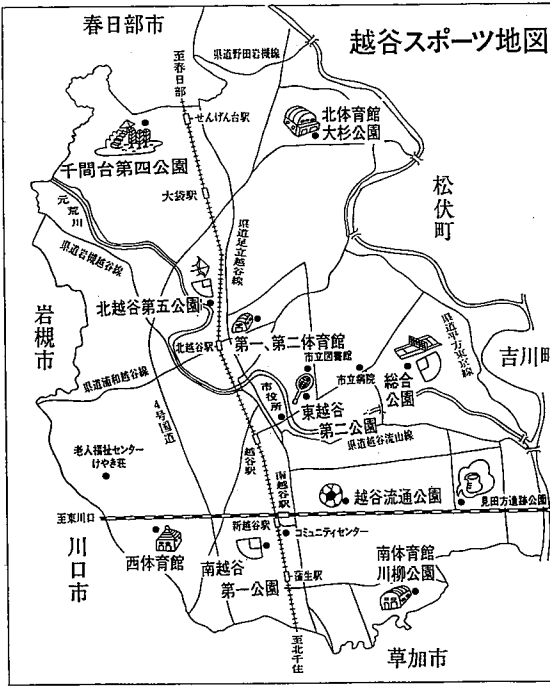 越谷スポーツ地図
春日部市
県道野田岩槻線
至春日部
せんげん台駅
北体育館
大杉公園
千間台第四公園
大袋駅
松伏町
元荒川
県道岩槻越谷線
県道足立越谷線
岩槻市
北越谷第五公園
北越谷駅
第一、第二体育館
市立図書館
県道平方東京線
吉川町
県道浦和越谷線
4号国道
市役所
東越谷
第二公園
市立病院
総合
公園
県道越谷流山線
越谷駅
老人福祉センター
けやき荘
南越谷駅
越谷流通公園
見田方遺跡公園
至東川口
新越谷駅
コミュニティセンター
川口市
西体育館
南越谷
第一公園
蒲生駅
南体育館
川柳公園
至北千住
草加市